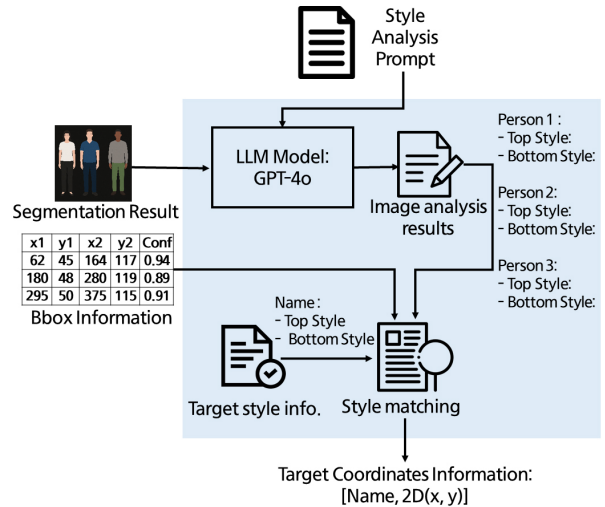 Style
Analysis
Prompt
LLM Model:
GPT-4o
Segmentation Result
Image analysis
results
Person 1 :
- Top Style:
- Bottom Style:
Person 2:
- Top Style:
- Bottom Style:
Person 3:
- Top Style:
- Bottom Style:
x1 y1 x2 y2 Conf
62 45 164 117 0.94
180 48 280 119 0.89
295 50 375 115 0.91
Bbox Information
Name :
- Top Style
- Bottom Style
Target style info.
Style matching
Target Coordinates Information:
[Name, 2D(x, y)]